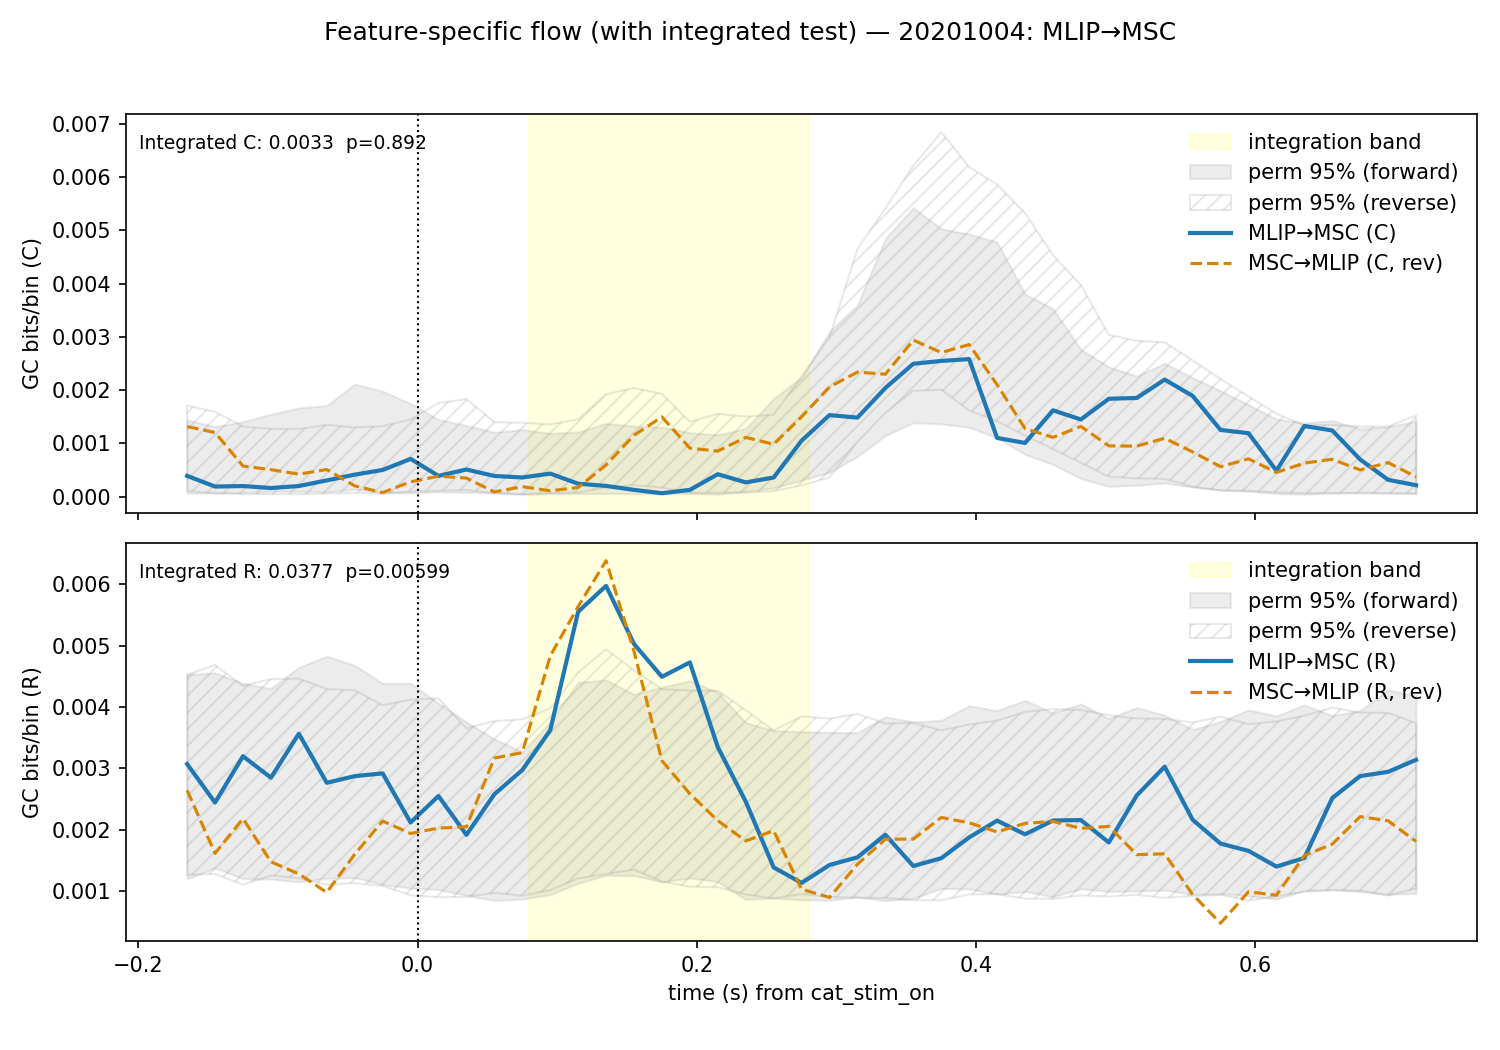 Feature-specific flow (with integrated test) — 20201004: MLIP→MSC
Integrated C: 0.0033  p=0.892
integration band
perm 95% (forward)
perm 95% (reverse)
MLIP→MSC (C)
MSC→MLIP (C, rev)
GC bits/bin (C)
0.007
0.006
0.005
0.004
0.003
0.002
0.001
0.000
Integrated R: 0.0377  p=0.00599
integration band
perm 95% (forward)
perm 95% (reverse)
MLIP→MSC (R)
MSC→MLIP (R, rev)
GC bits/bin (R)
0.006
0.005
0.004
0.003
0.002
0.001
−0.2 0.0 0.2 0.4 0.6
time (s) from cat_stim_on